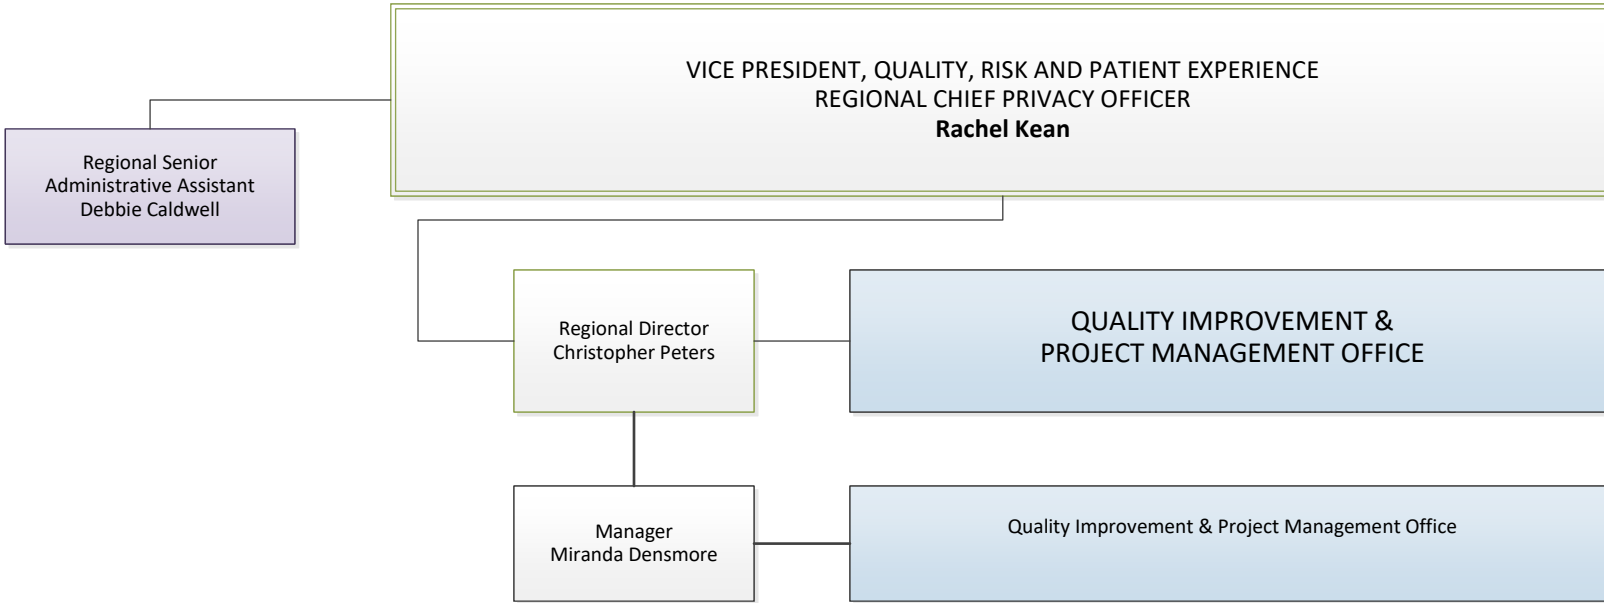 VICE PRESIDENT, QUALITY, RISK AND PATIENT EXPERIENCE
REGIONAL CHIEF PRIVACY OFFICER
Rachel Kean
Regional Senior
Administrative Assistant
Debbie Caldwell
Regional Director
Christopher Peters
QUALITY IMPROVEMENT &
PROJECT MANAGEMENT OFFICE
Manager
Miranda Densmore
Quality Improvement & Project Management Office